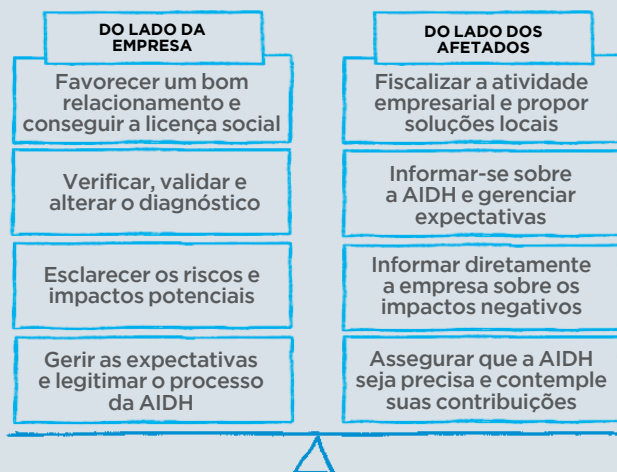 DO LADO DA
EMPRESA
Favorecer um bom
relacionamento e
conseguir a licença social
Verificar, validar e
alterar o diagnóstico
Esclarecer os riscos e
impactos potenciais
Gerir as expectativas
e legitimar o processo
da AIDH
DO LADO DOS
AFETADOS
Fiscalizar a atividade
empresarial e propor
soluções locais
Informar-se sobre
a AIDH e gerenciar
expectativas
Informar diretamente
a empresa sobre os
impactos negativos
Assegurar que a AIDH
seja precisa e contemple
suas contribuições